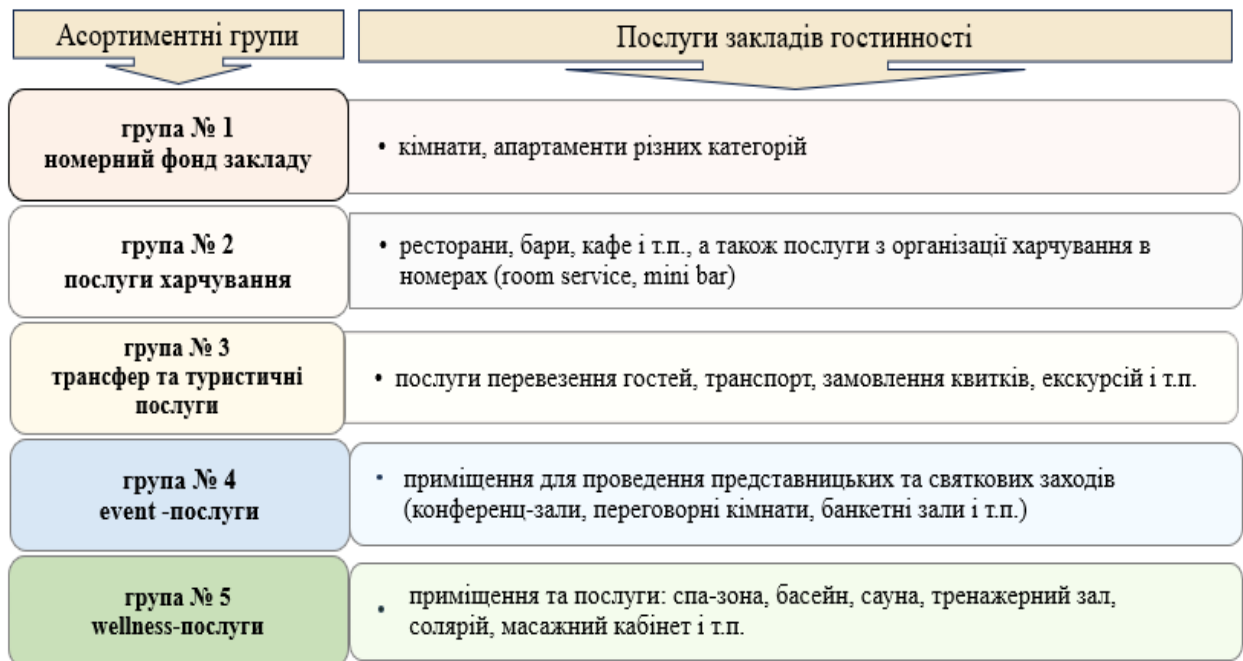 Асортиментні групи
Послуги закладів гостинності
група № 1
номерний фонд закладу
• кімнати, апартаменти різних категорій
група № 2
послуги харчування
• ресторани, бари, кафе і т.п., а також послуги з організації харчування в
номерах (room service, mini bar)
група № 3
трансфер та туристичні
послуги
• послуги перевезення гостей, транспорт, замовлення квитків, екскурсій і т.п.
група № 4
event -послуги
• приміщення для проведення представницьких та святкових заходів
(конференц-зали, переговорні кімнати, банкетні зали і т.п.)
група № 5
wellness-послуги
• приміщення та послуги: спа-зона, басейн, сауна, тренажерний зал,
солярій, масажний кабінет і т.п.